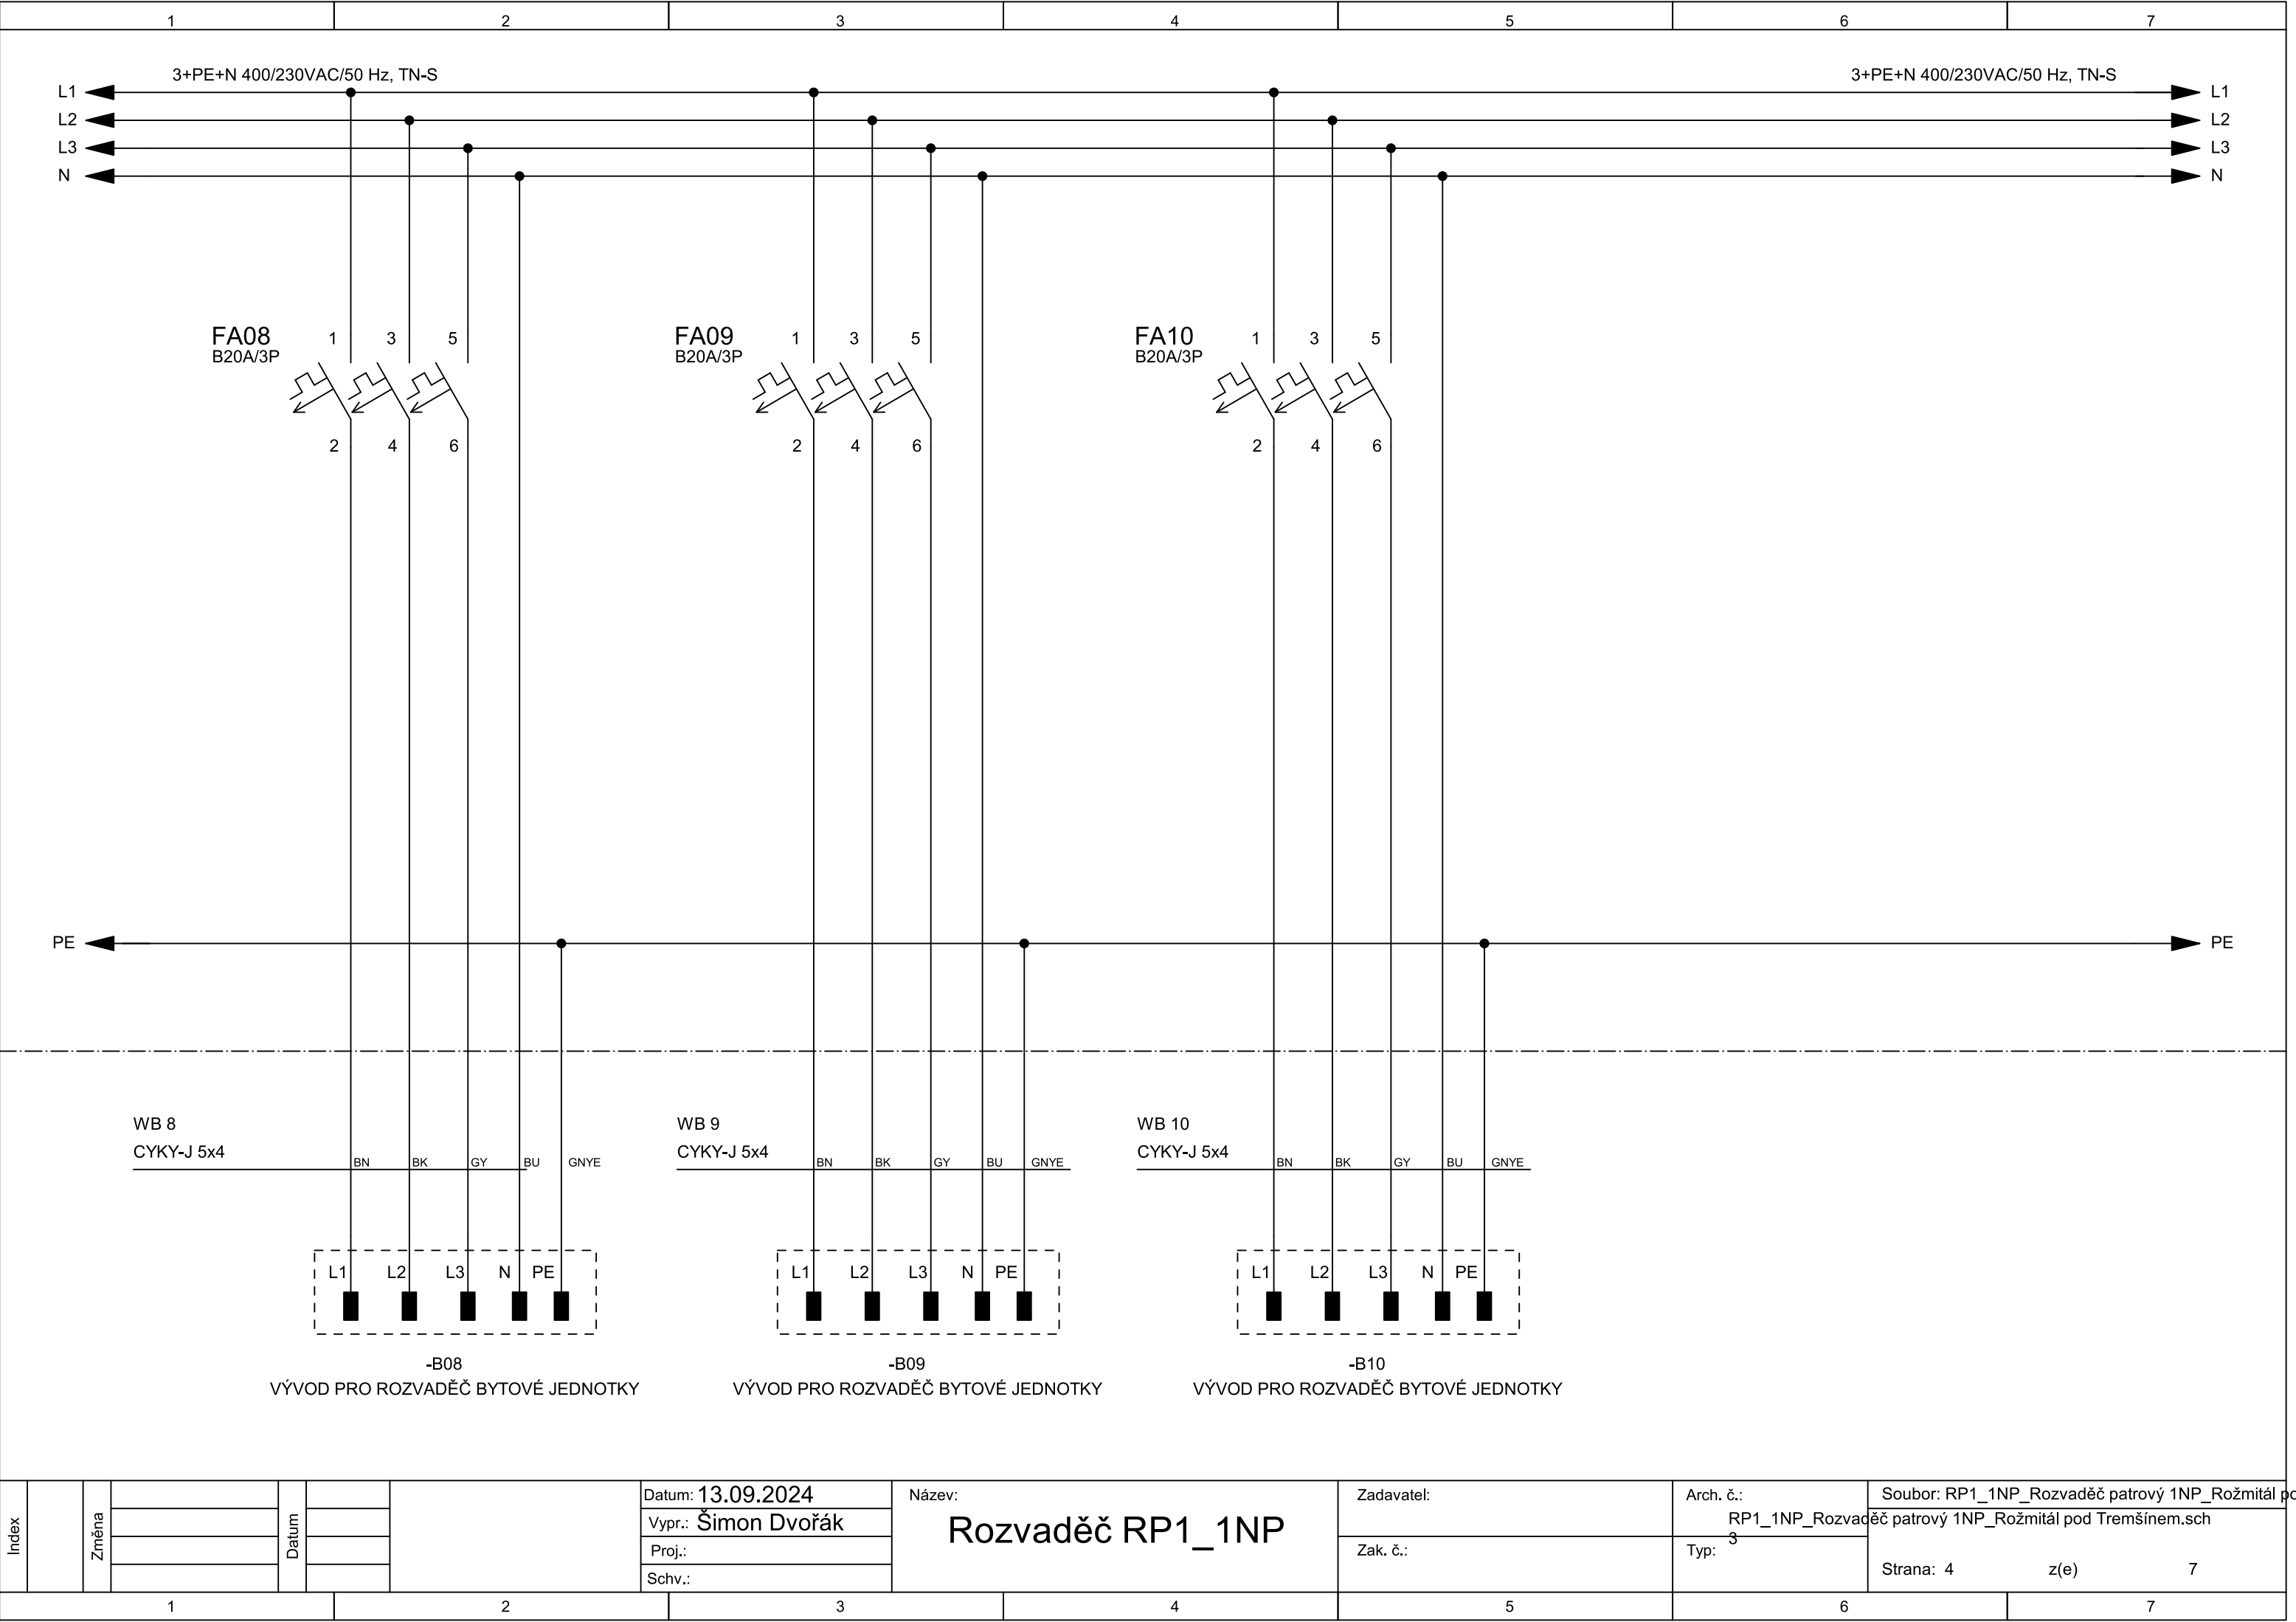 1 2 3 4 5 6 7
3+PE+N 400/230VAC/50 Hz, TN-S 3+PE+N 400/230VAC/50 Hz, TN-S
L1 L1
L2 L2
L3 L3
N N
FA08 1 3 5 FA09 1 3 5 FA10 1 3 5
B20A/3P B20A/3P B20A/3P
2 4 6 2 4 6 2 4 6
PE PE
WB 8 WB 9 WB 10
CYKY-J 5x4 CYKY-J 5x4 CYKY-J 5x4
BN BK GY BU GNYE BN BK GY BU GNYE BN BK GY BU GNYE
L1 L2 L3 N PE L1 L2 L3 N PE L1 L2 L3 N PE
-B08 -B09 -B10
VÝVOD PRO ROZVADĚČ BYTOVÉ JEDNOTKY VÝVOD PRO ROZVADĚČ BYTOVÉ JEDNOTKY VÝVOD PRO ROZVADĚČ BYTOVÉ JEDNOTKY
Index
Změna
Datum
Datum: 13.09.2024
Vypr.: Šimon Dvořák
Proj.:
Schv.:
Název:
Rozvaděč RP1_1NP
Zadavatel:
Zak. č.:
Arch. č.:
RP1_1NP_Rozvaděč patrový 1NP_Rožmitál pod Tremšínem.sch
3
Typ:
Soubor: RP1_1NP_Rozvaděč patrový 1NP_Rožmitál po
Strana: 4 z(e) 7
1 2 3 4 5 6 7